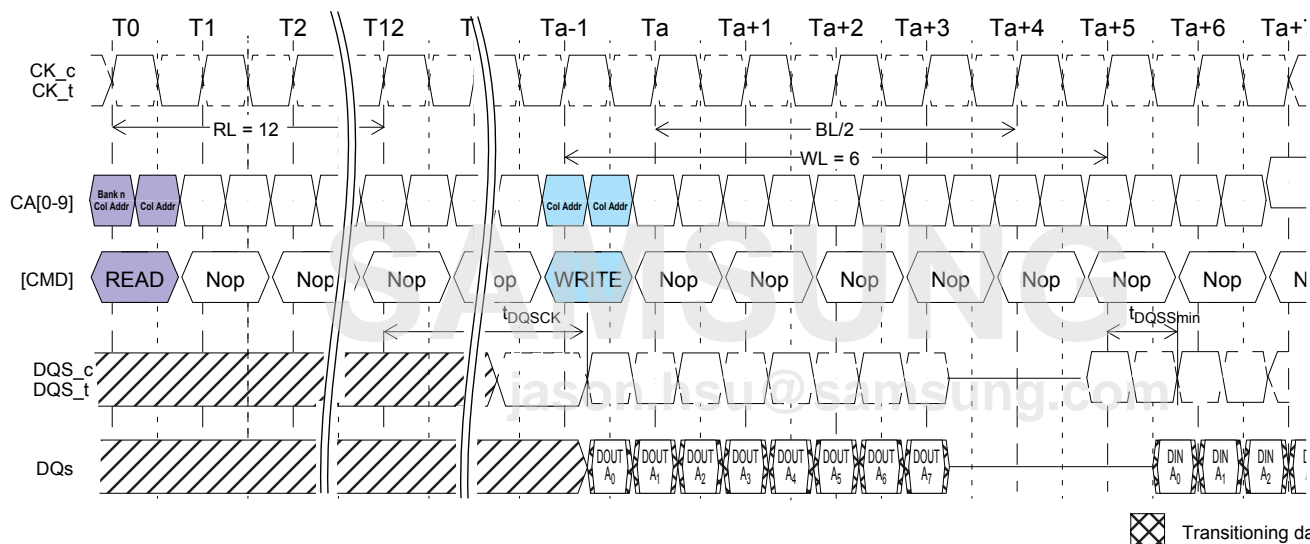 T0 T1 T2 T12 T Ta-1 Ta Ta+1 Ta+2 Ta+3 Ta+4 Ta+5 Ta+6 Ta+7
CK_c
CK_t
RL = 12
BL/2
WL = 6
CA[0-9]
Bank n
Col Addr
Col Addr
Col Addr
Col Addr
SAMSUNG
[CMD]
READ Nop Nop Nop op WRITE Nop Nop Nop Nop Nop Nop Nop N
tDQSCK
tDQSSmin
DQS_c
DQS_t
jason.hsu@samsung.com
DQs
DOUT A0 DOUT A1 DOUT A2 DOUT A3 DOUT A4 DOUT A5 DOUT A6 DOUT A7 DIN A0 DIN A1 DIN A2
Transitioning da